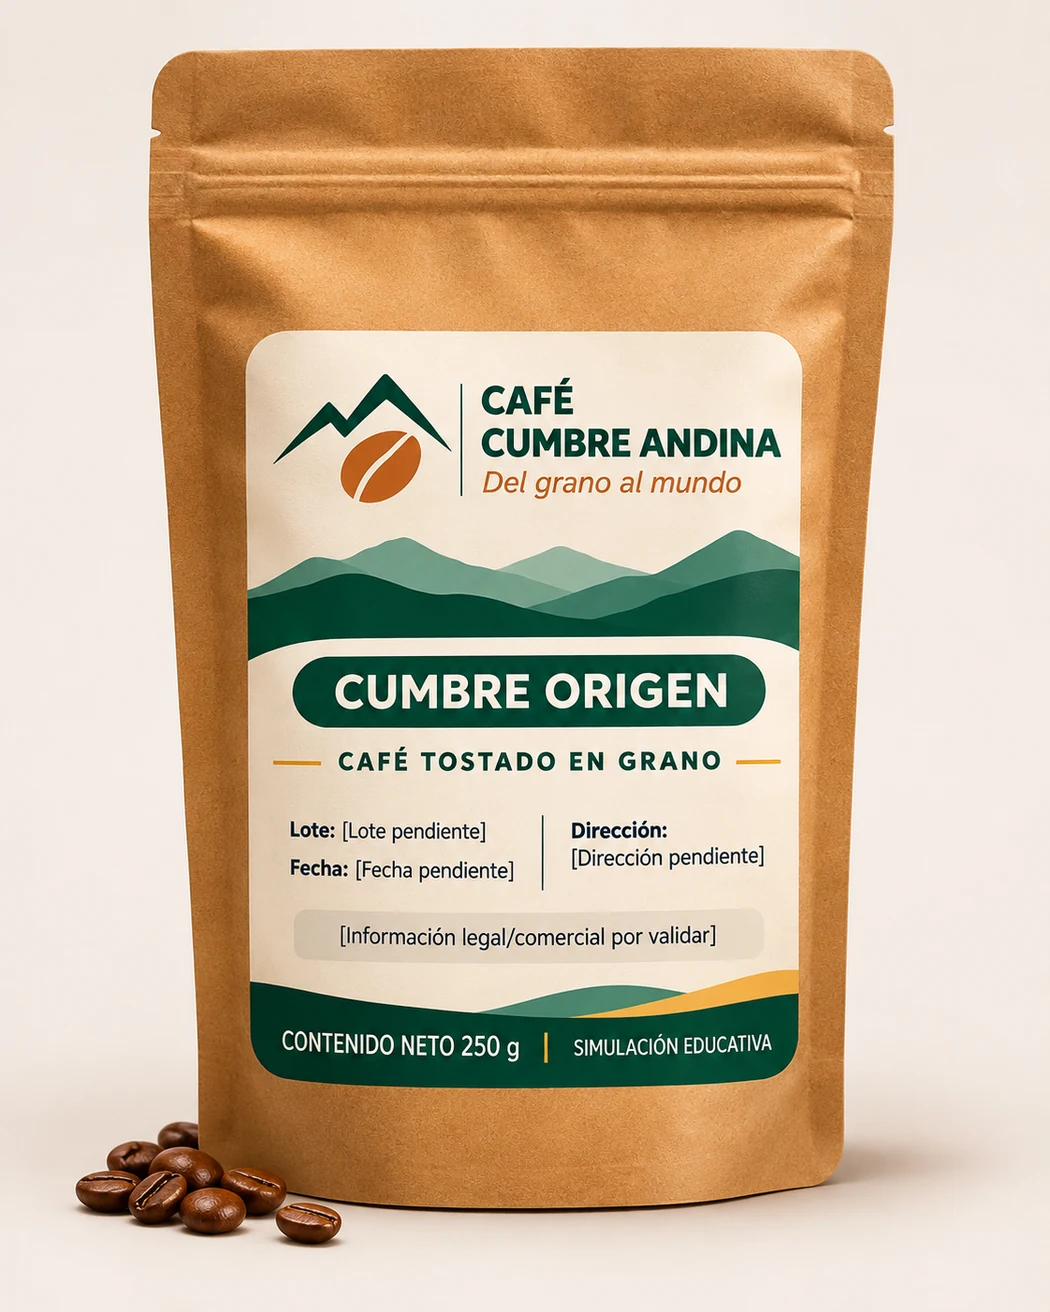 CAFÉ
CUMBRE ANDINA
Del grano al mundo
CUMBRE ORIGEN
CAFÉ TOSTADO EN GRANO
Lote: [Lote pendiente]
Fecha: [Fecha pendiente]
Dirección:
[Dirección pendiente]
[Información legal/comercial por validar]
CONTENIDO NETO 250 g
SIMULACIÓN EDUCATIVA